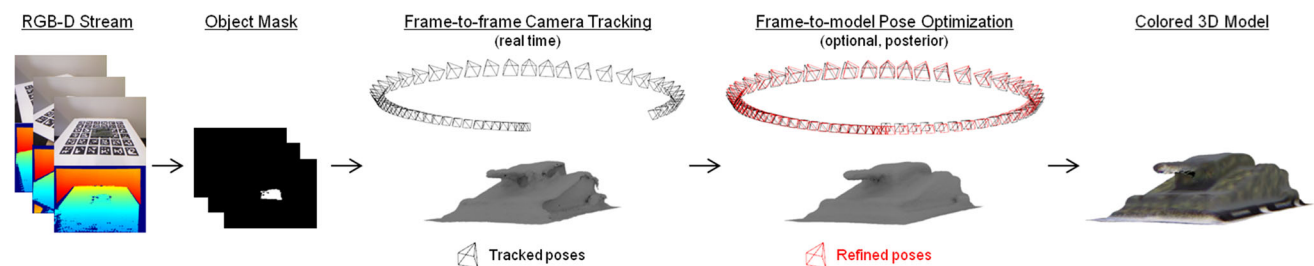 RGB-D Stream
Object Mask
Frame-to-frame Camera Tracking
(real time)
Frame-to-model Pose Optimization
(optional, posterior)
Colored 3D Model
Tracked poses
Refined poses